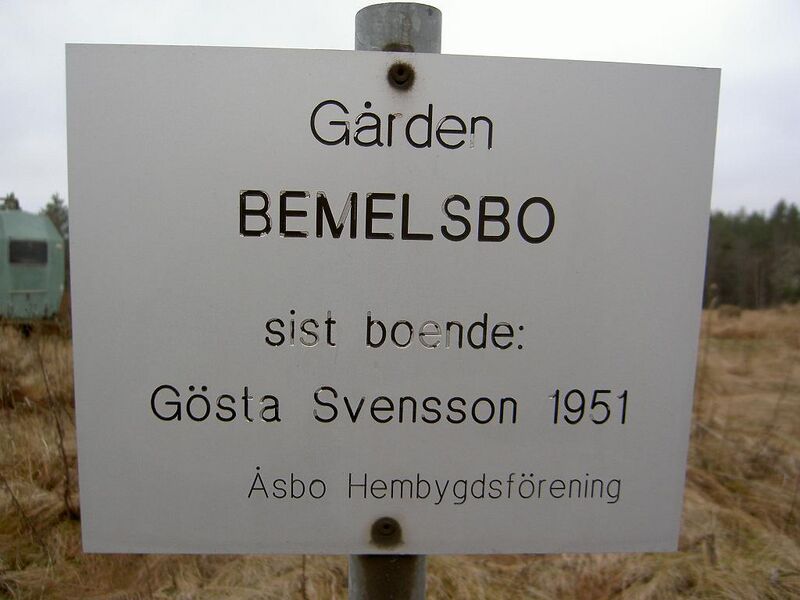 Gården
BEMELSBO
sist boende:
Gösta Svensson 1951
Åsbo Hembygdsförening